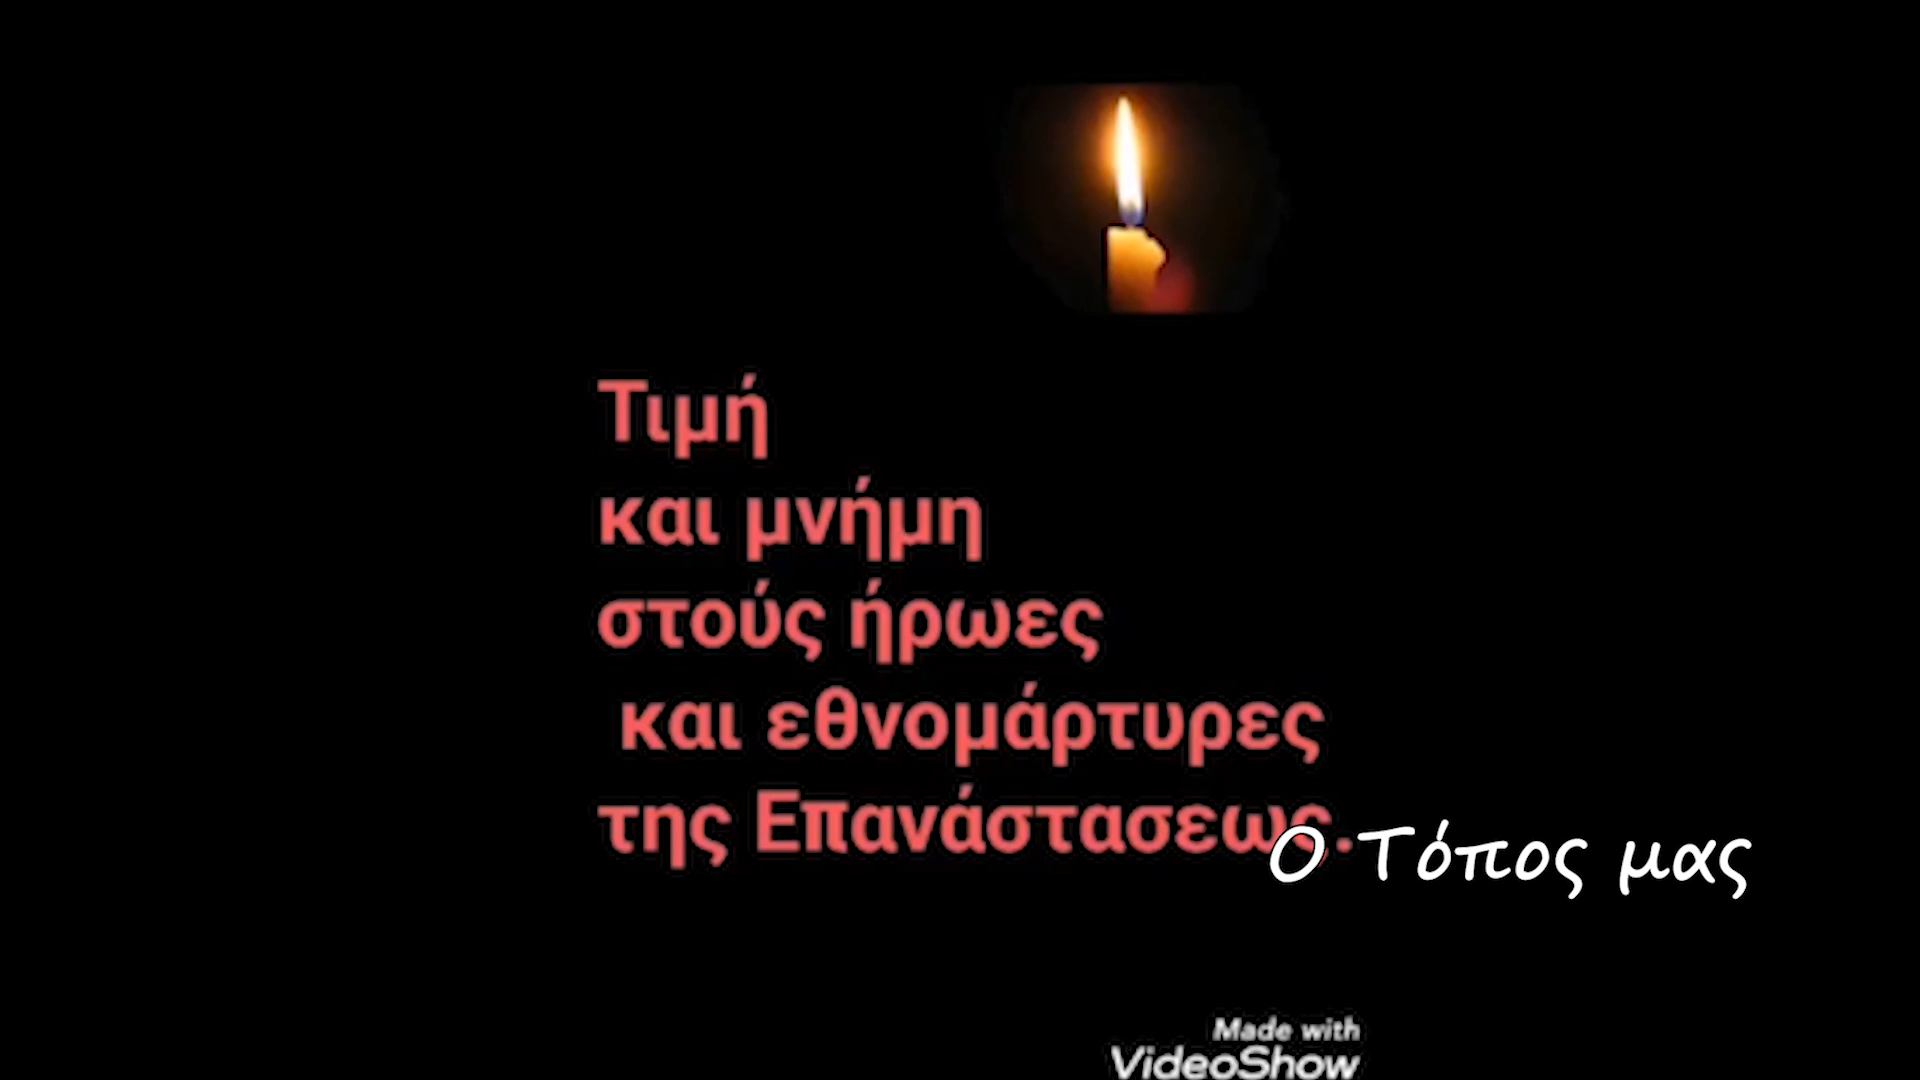 Τιμή
και μνήμη
στούς ήρωες
και εθνομάρτυρες
της Επανάστασεως.
Ο Τόπος μας
Made with
VideoShow